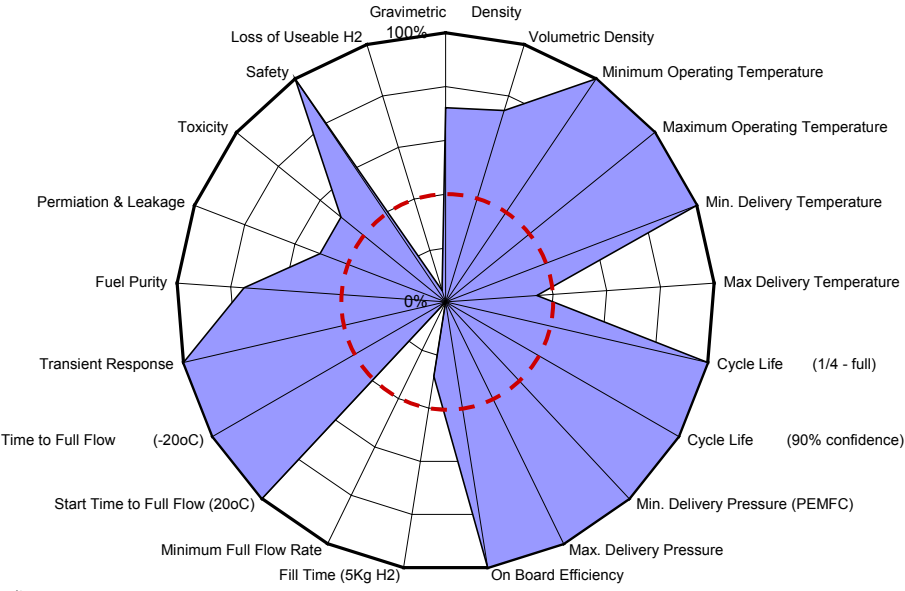 Gravimetric Density
100%
Loss of Useable H2
Volumetric Density
Safety
Minimum Operating Temperature
Toxicity
Maximum Operating Temperature
Permiation & Leakage
Min. Delivery Temperature
Fuel Purity
Max Delivery Temperature
0%
Transient Response
Cycle Life (1/4 - full)
Time to Full Flow (-20oC)
Cycle Life (90% confidence)
Start Time to Full Flow (20oC)
Min. Delivery Pressure (PEMFC)
Minimum Full Flow Rate
Max. Delivery Pressure
Fill Time (5Kg H2)
On Board Efficiency